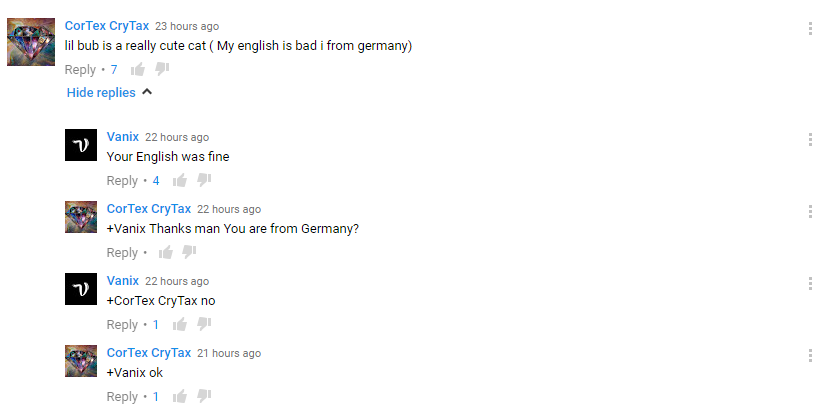 CorTex CryTax 23 hours ago
lil bub is a really cute cat ( My english is bad i from germany)
Reply • 7
Hide replies
Vanix 22 hours ago
Your English was fine
Reply • 4
CorTex CryTax 22 hours ago
+Vanix Thanks man You are from Germany?
Reply •
Vanix 22 hours ago
+CorTex CryTax no
Reply • 1
CorTex CryTax 21 hours ago
+Vanix ok
Reply • 1